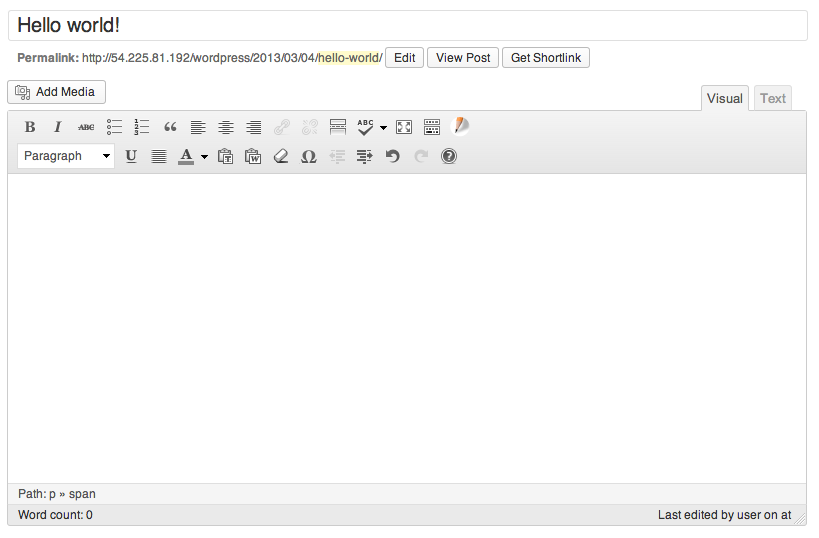 Hello world!
Permalink: http://54.225.81.192/wordpress/2013/03/04/hello-world/ Edit View Post Get Shortlink
Add Media
Visual Text
B I ABC ABC
Paragraph U A T W Ω ?
Path: p » span
Word count: 0 Last edited by user on at